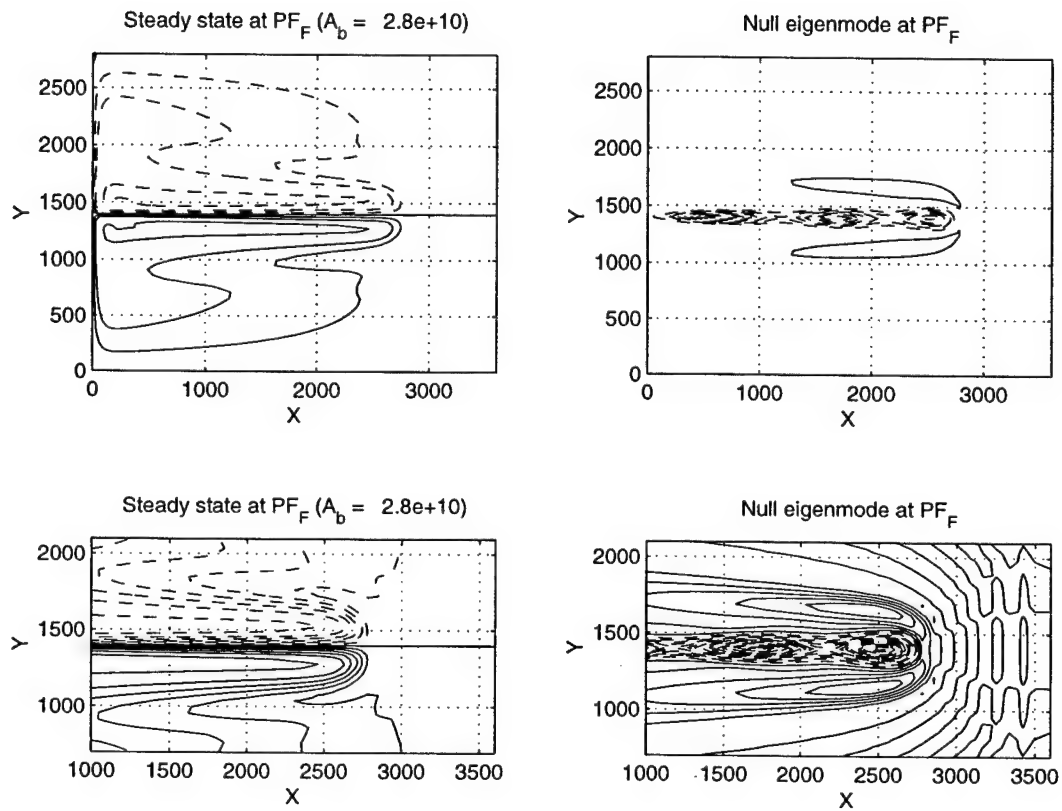 Steady state at PF_F (A_b = 2.8e+10)
2500
2000
1500
1000
500
0
Y
0 1000 2000 3000
X
Null eigenmode at PF_F
2500
2000
1500
1000
500
0
Y
0 1000 2000 3000
X
Steady state at PF_F (A_b = 2.8e+10)
2000
1500
1000
Y
1000 1500 2000 2500 3000 3500
X
Null eigenmode at PF_F
2000
1500
1000
Y
1000 1500 2000 2500 3000 3500
X